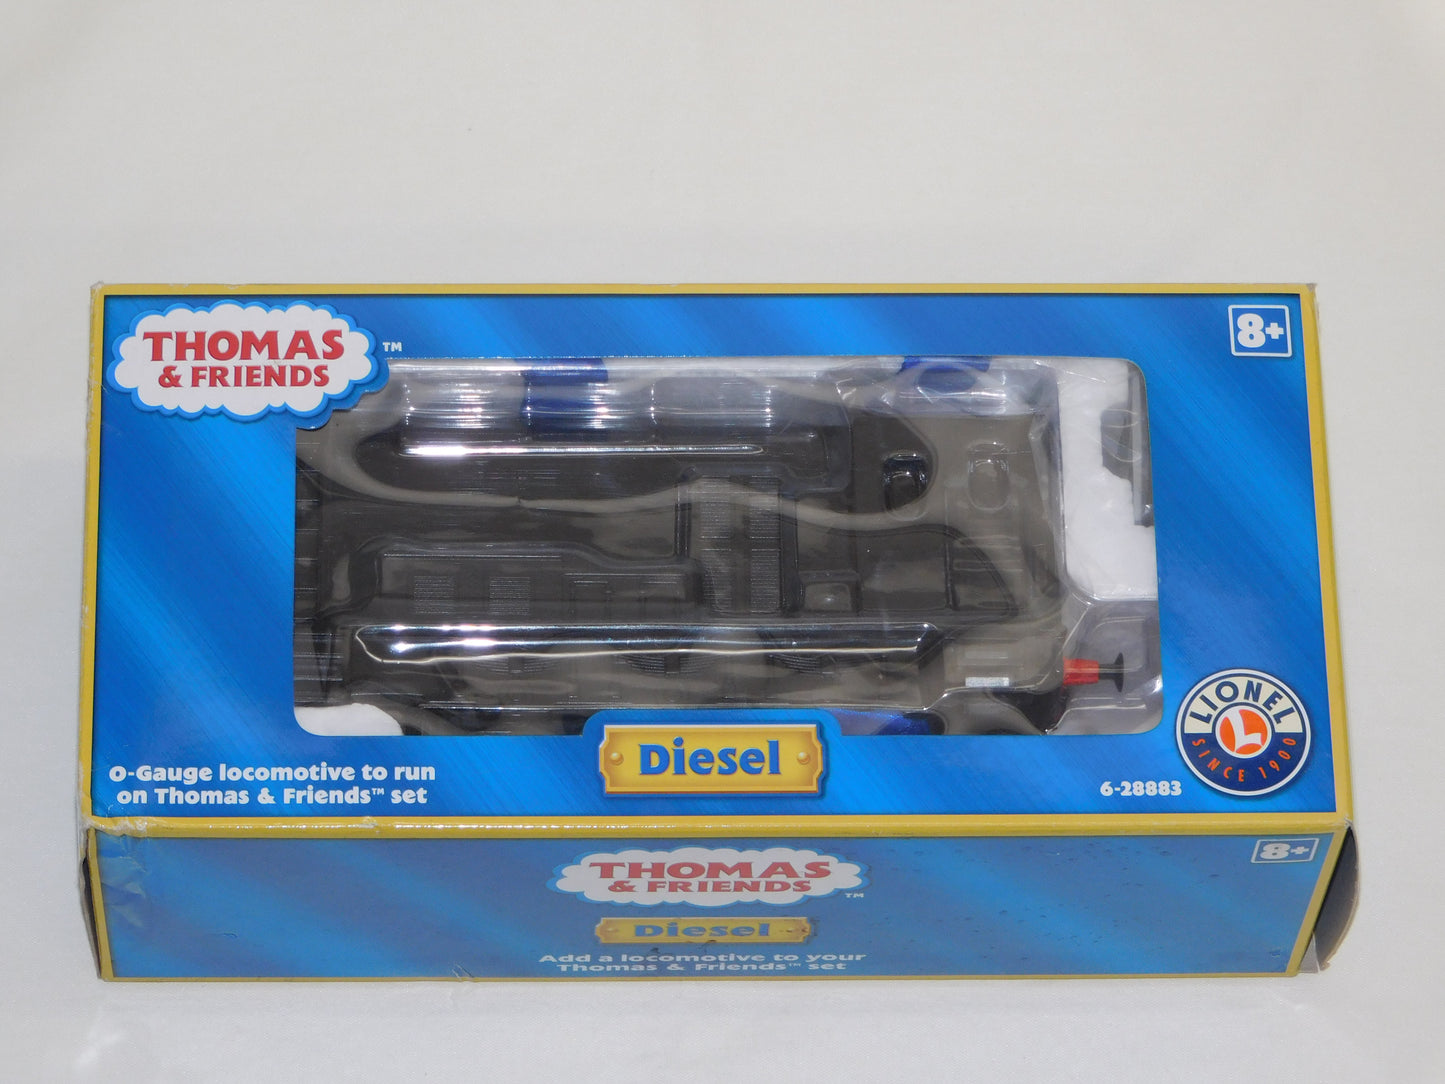 THOMAS
& FRIENDS
™
8+
LIONEL
L
SINCE 1900
Diesel
O-Gauge locomotive to run
on Thomas & Friends™ set
6-28883
THOMAS
& FRIENDS
™
8+
Diesel
Add a locomotive to your
Thomas & Friends™ set